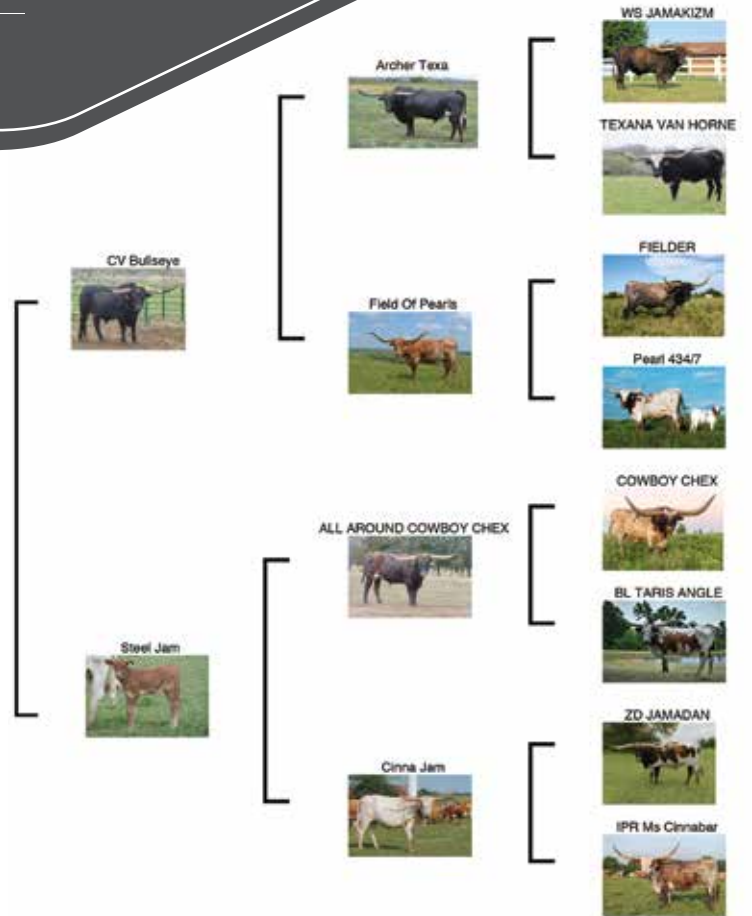 WS JAMAKIZM
Archer Texa
TEXANA VAN HORNE
CV Bullseye
FIELDER
Field Of Pearls
Pearl 434/7
COWBOY CHEX
ALL AROUND COWBOY CHEX
BL TARIS ANGLE
Steel Jam
ZD JAMADAN
Cinna Jam
IPR Ms Cinnabar